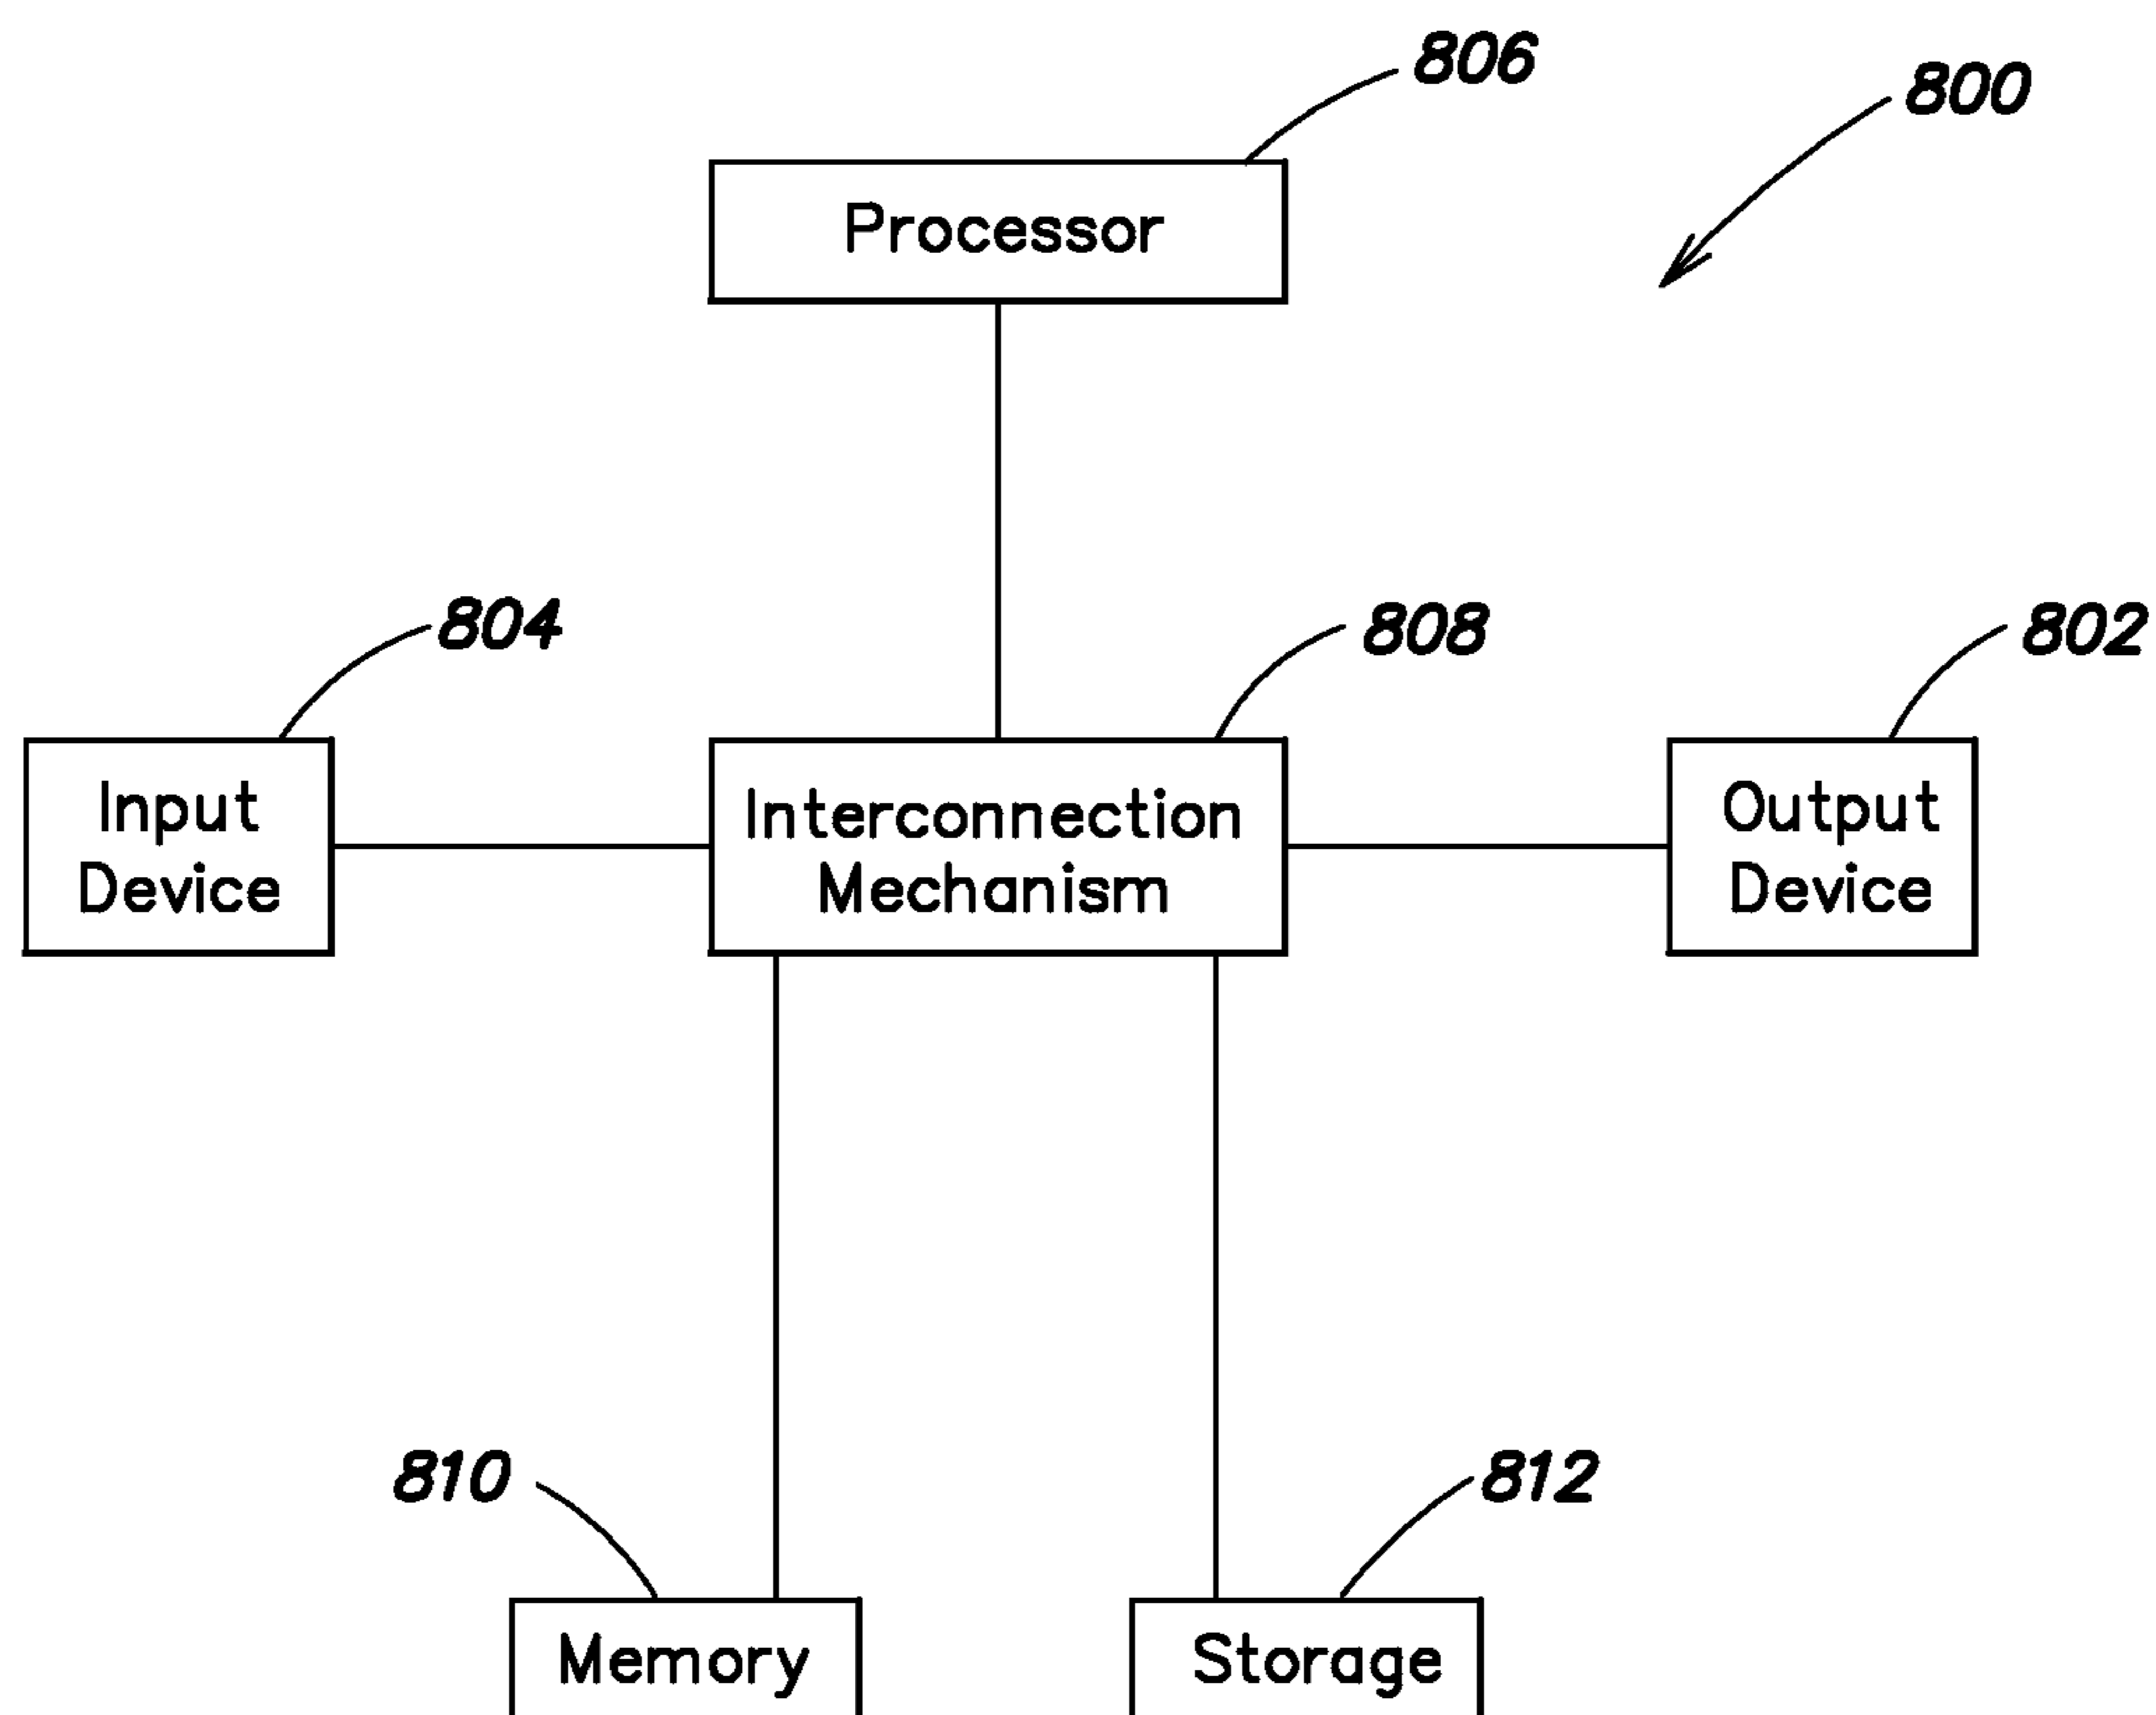 806
800
Processor
804
808
802
Input
Device
Interconnection
Mechanism
Output
Device
810
812
Memory
Storage